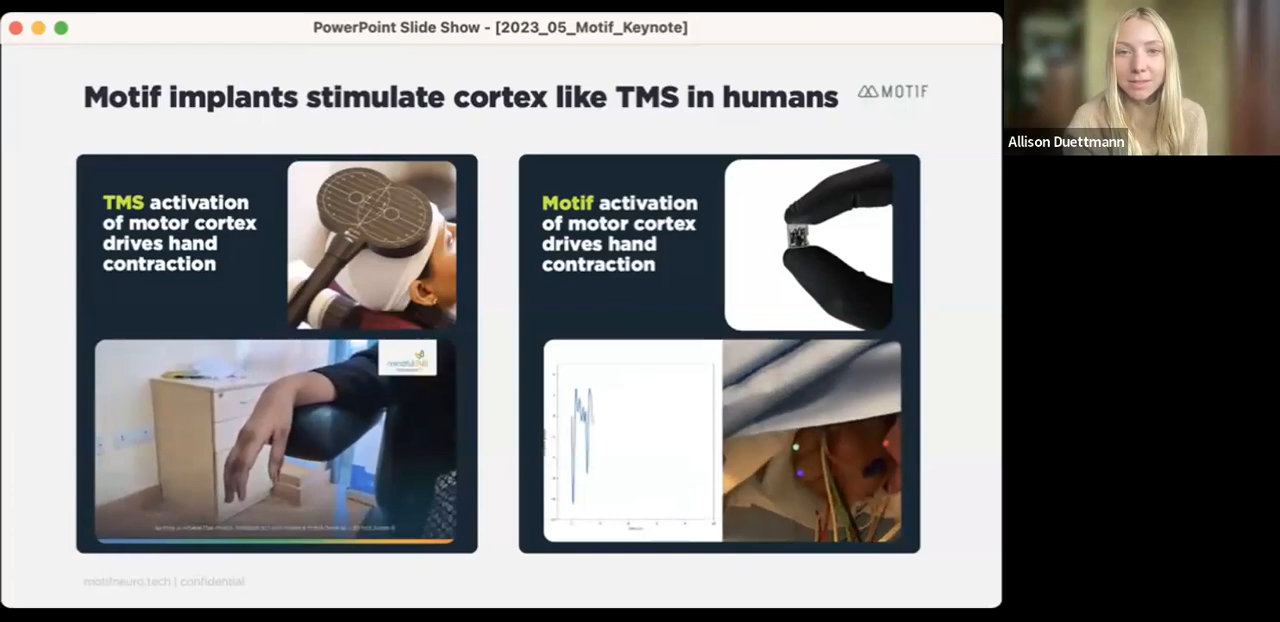 PowerPoint Slide Show - [2023_05_Motif_Keynote]
Motif implants stimulate cortex like TMS in humans
MOTIF
Allison Duettmann
TMS activation
of motor cortex
drives hand
contraction
Motif activation
of motor cortex
drives hand
contraction
motifneuro.tech | confidential